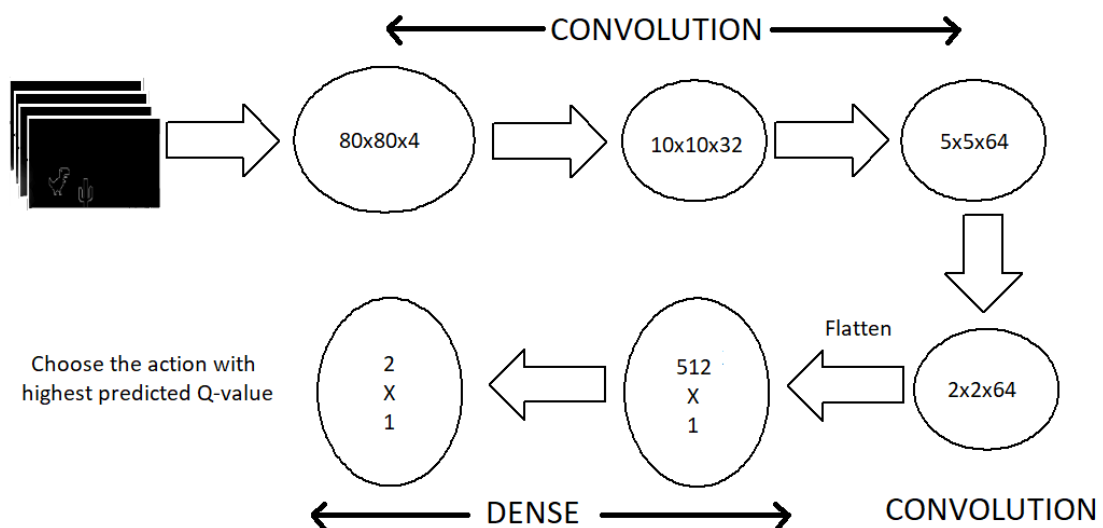 CONVOLUTION
80x80x4
10x10x32
5x5x64
Flatten
Choose the action with
highest predicted Q-value
2
X
1
512
X
1
2x2x64
DENSE
CONVOLUTION